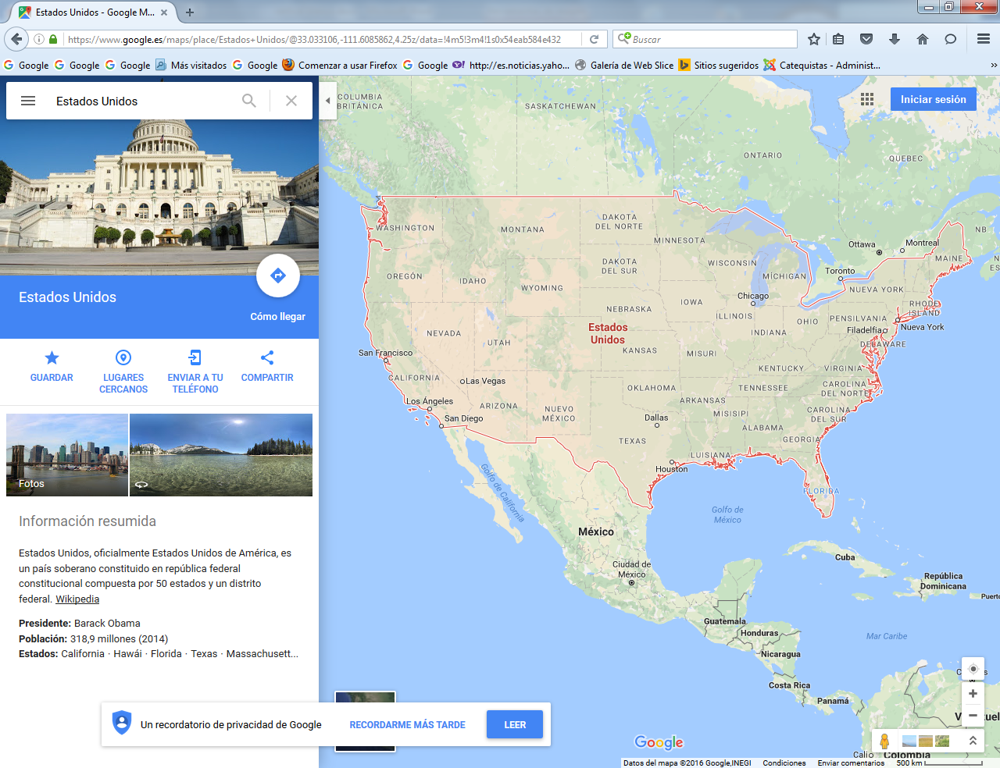 Estados Unidos - Google M...
https://www.google.es/maps/place/Estados+Unidos/@33.033106,-111.6085862,4.25z/data=!4m5!3m4!1s0x54eab584e432
Buscar
Google Google Google Más visitados Google Comenzar a usar Firefox Google http://es.noticias.yaho... Galería de Web Slice Sitios sugeridos Catequistas - Administ...
Estados Unidos
Iniciar sesión
Estados Unidos
Cómo llegar
GUARDAR
LUGARES CERCANOS
ENVIAR A TU TELÉFONO
COMPARTIR
Fotos
Información resumida
Estados Unidos, oficialmente Estados Unidos de América, es
un país soberano constituido en república federal
constitucional compuesta por 50 estados y un distrito
federal. Wikipedia
Presidente: Barack Obama
Población: 318,9 millones (2014)
Estados: California · Hawái · Florida · Texas · Massachusett...
Un recordatorio de privacidad de Google
RECORDARME MÁS TARDE
LEER
COLUMBIA
BRITÁNICA
SASKATCHEWAN
ONTARIO
QUEBEC
NB
WASHINGTON
MONTANA
DAKOTA
DEL NORTE
MINNESOTA
Ottawa
Montreal
MAINE
OREGÓN
IDAHO
WYOMING
DAKOTA
DEL SUR
WISCONSIN
MÍCHIGAN
Toronto
NUEVA YORK
Chicago
IOWA
NEBRASKA
ILLINOIS
OHIO
PENSILVANIA
RHODE
ISLAND
Nueva York
Filadelfia
DELAWARE
Estados
Unidos
NEVADA
UTAH
KANSAS
MISURI
INDIANA
KENTUCKY
VIRGINIA
San Francisco
CALIFORNIA
Las Vegas
OKLAHOMA
TENNESSEE
CAROLINA
DEL NORTE
Los Ángeles
ARIZONA
NUEVO
MÉXICO
ARKANSAS
MISISIPI
CAROLINA
DEL SUR
San Diego
Dallas
ALABAMA
GEORGIA
TEXAS
LUISIANA
Houston
FLORIDA
Golfo de California
Golfo de
México
México
Ciudad de
México
Cuba
República
Dominicana
Puerto
Guatemala
Honduras
Nicaragua
Mar Caribe
Costa Rica
Panamá
Colombia
Google
Datos del mapa ©2016 Google,INEGI Condiciones Enviar comentarios 500 km